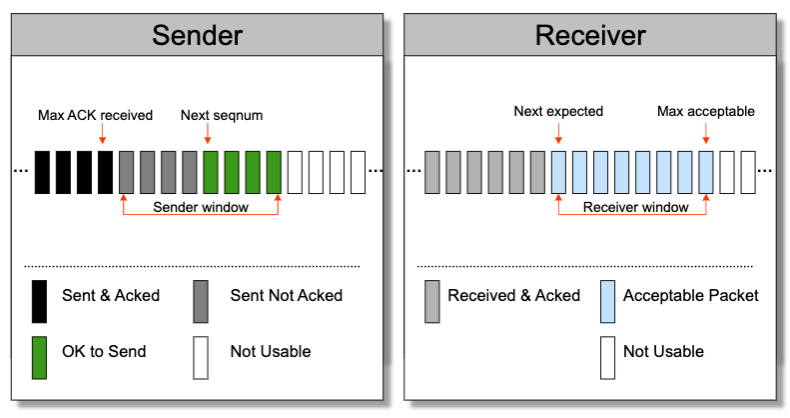 Sender
Max ACK received
Next seqnum
...
...
Sender window
Sent & Acked
Sent Not Acked
OK to Send
Not Usable
Receiver
Next expected
Max acceptable
...
...
Receiver window
Received & Acked
Acceptable Packet
Not Usable